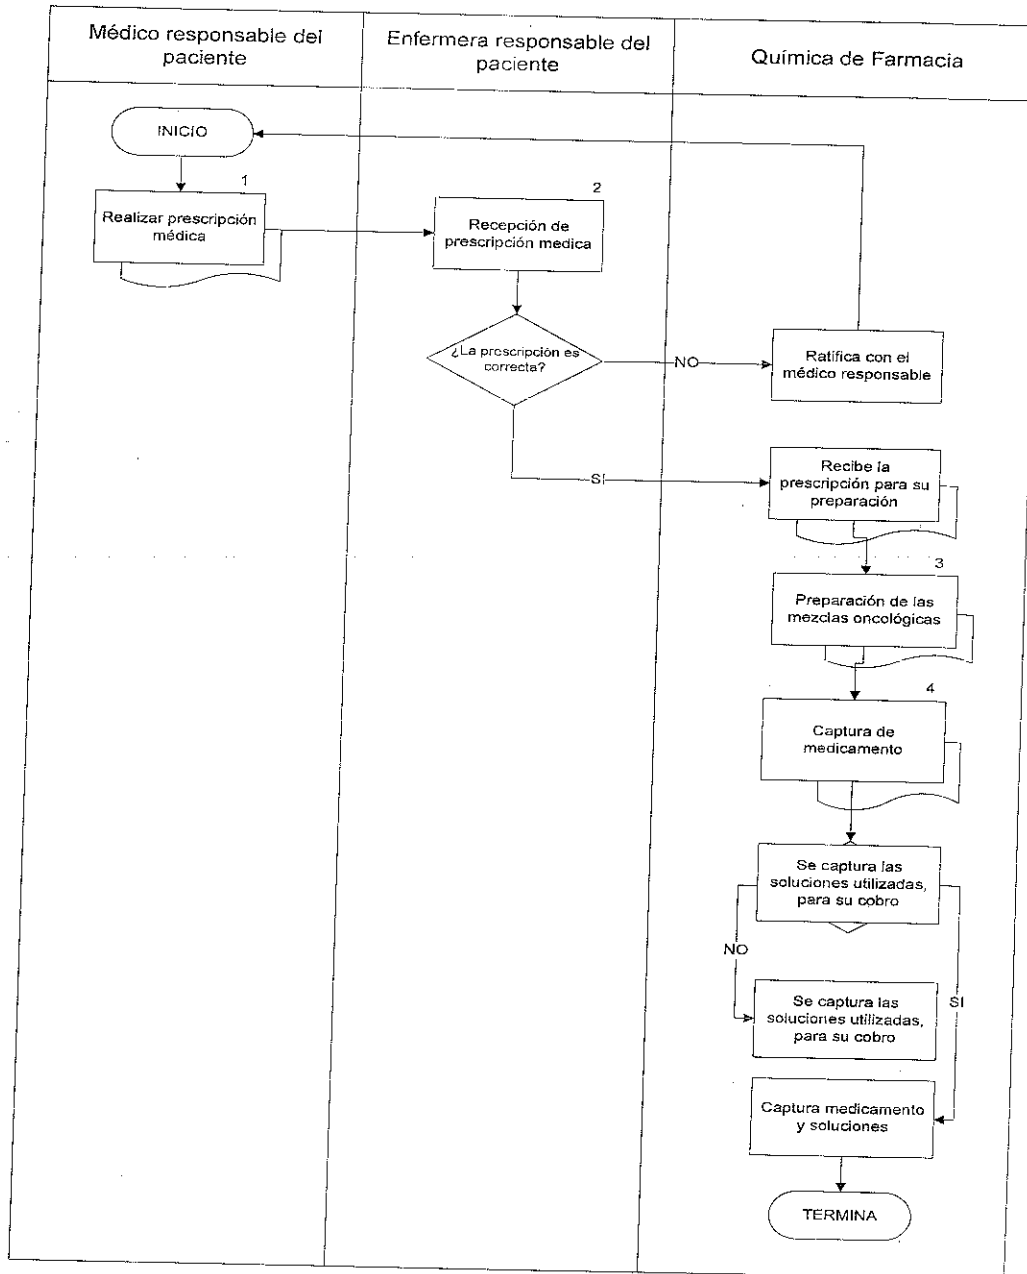 Médico responsable del
paciente
Enfermera responsable del
paciente
Química de Farmacia
INICIO
1
Realizar prescripción
médica
2
Recepción de
prescripción medica
¿La prescripción es
correcta?
NO
Ratifica con el
médico responsable
SI
Recibe la
prescripción para su
preparación
3
Preparación de las
mezclas oncológicas
4
Captura de
medicamento
Se captura las
soluciones utilizadas,
para su cobro
NO
SI
Se captura las
soluciones utilizadas,
para su cobro
Captura medicamento
y soluciones
TERMINA